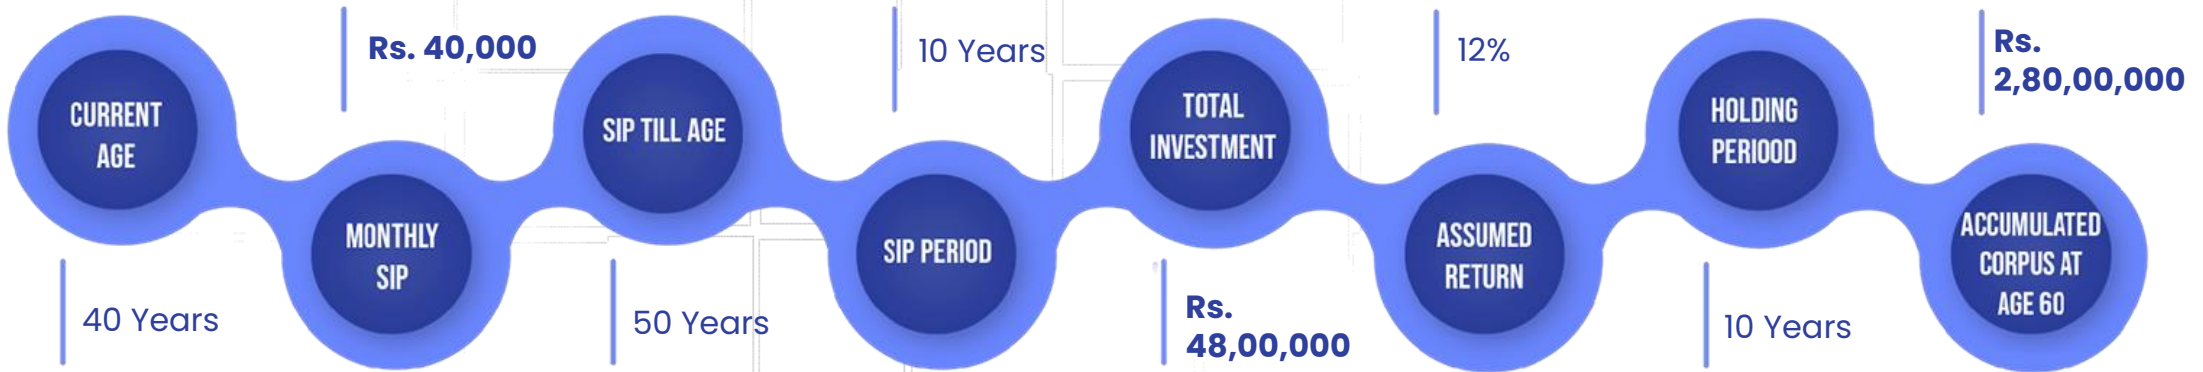 CURRENT
AGE
40 Years
Rs. 40,000
MONTHLY
SIP
SIP TILL AGE
50 Years
10 Years
SIP PERIOD
TOTAL
INVESTMENT
Rs.
48,00,000
12%
ASSUMED
RETURN
HOLDING
PERIOOD
10 Years
Rs.
2,80,00,000
ACCUMULATED
CORPUS AT
AGE 60